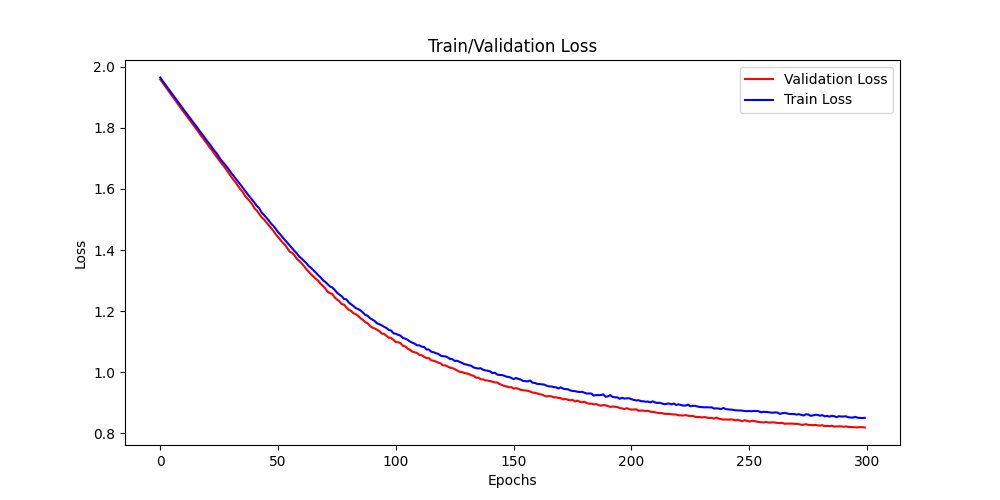 Train/Validation Loss
Validation Loss
Train Loss
2.0
1.8
1.6
1.4
1.2
1.0
0.8
Loss
0 50 100 150 200 250 300
Epochs